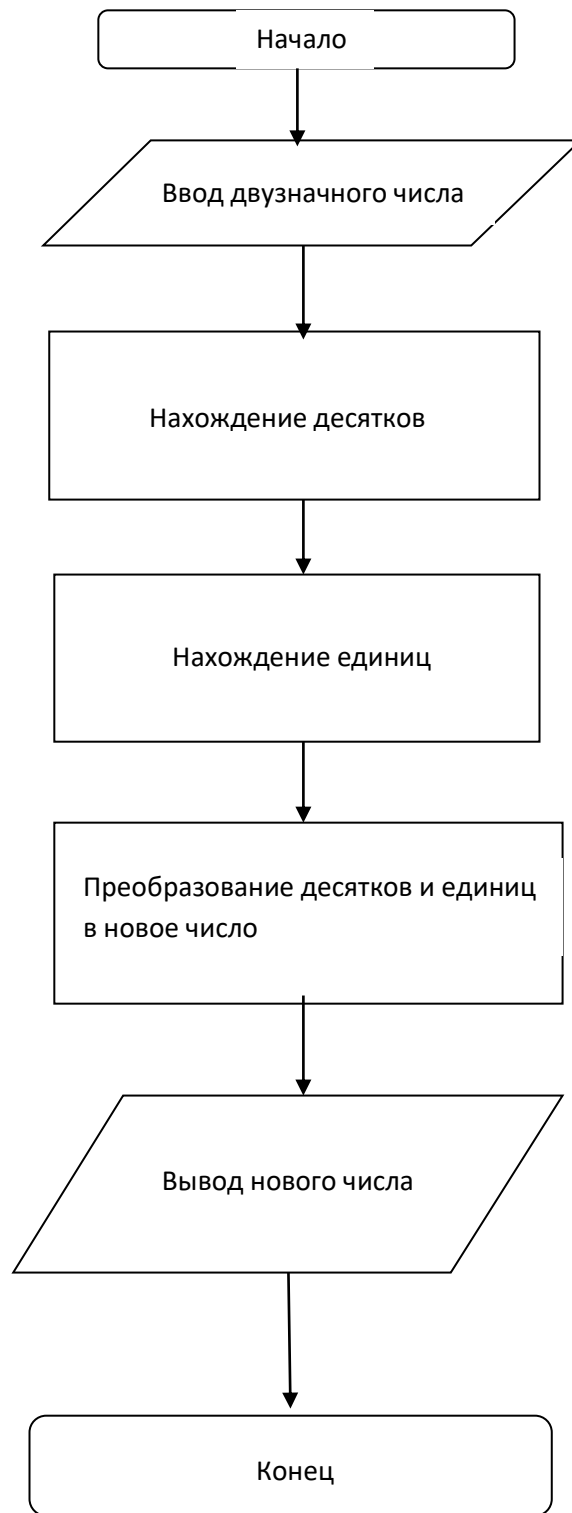 Начало
Ввод двузначного числа
Нахождение десятков
Нахождение единиц
Преобразование десятков и единиц
в новое число
Вывод нового числа
Конец